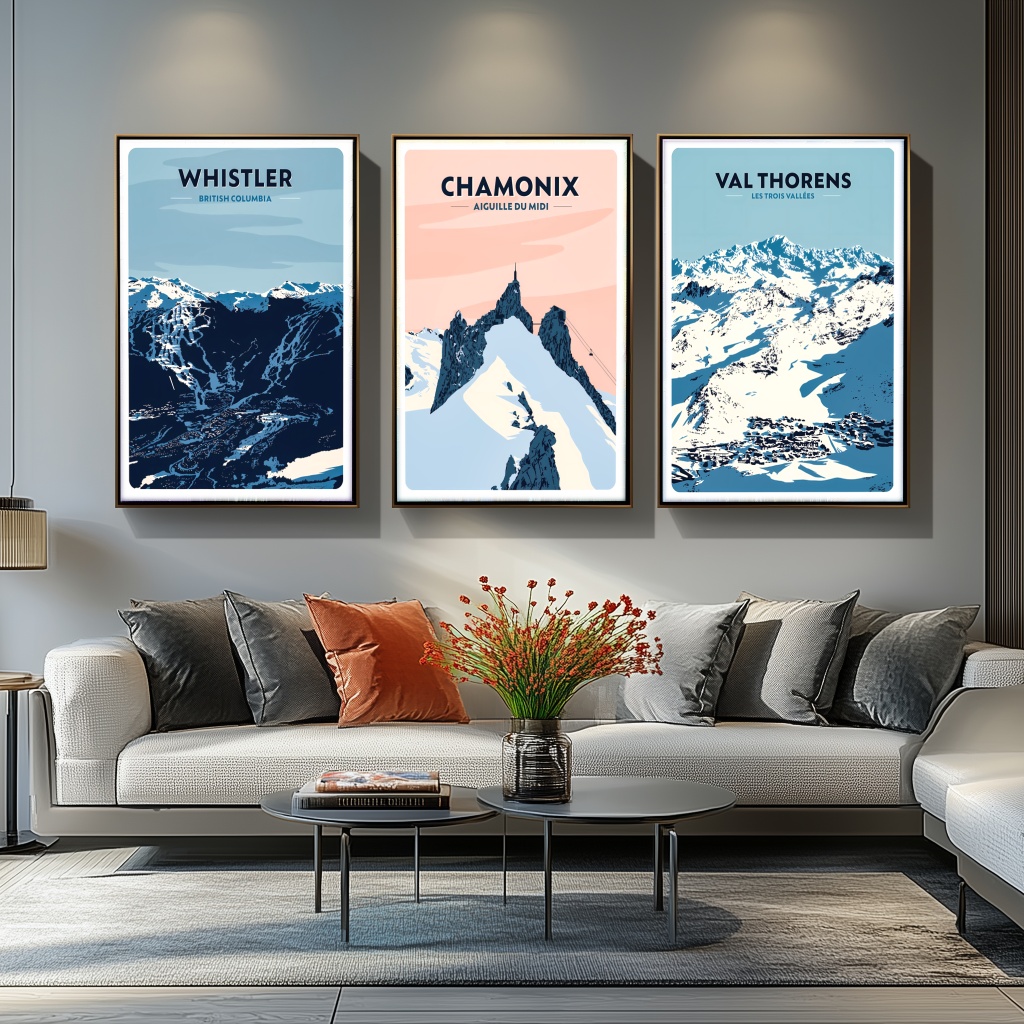 WHISTLER
BRITISH COLUMBIA
CHAMONIX
AIGUILLE DU MIDI
VAL THORENS
LES TROIS VALLÉES